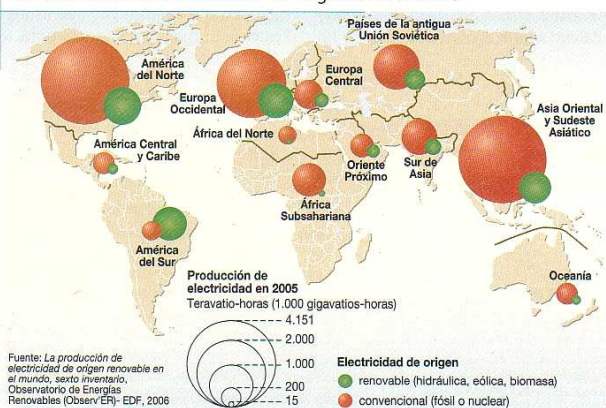 Países de la antigua
Unión Soviética
América
del Norte
Europa
Central
Europa
Occidental
Asia Oriental
y Sudeste
Asiático
África del Norte
América Central
y Caribe
Oriente
Próximo
Sur de
Asia
África
Subsahariana
América
del Sur
Oceanía
Producción de
electricidad en 2005
Teravatio-horas (1.000 gigavatios-horas)
4.151
2.000
1.000
200
15
Electricidad de origen
renovable (hidráulica, eólica, biomasa)
convencional (fósil o nuclear)
Fuente: La producción de
electricidad de origen renovable en
el mundo, sexto inventario,
Observatorio de Energías
Renovables (Observ'ER)- EDF, 2006